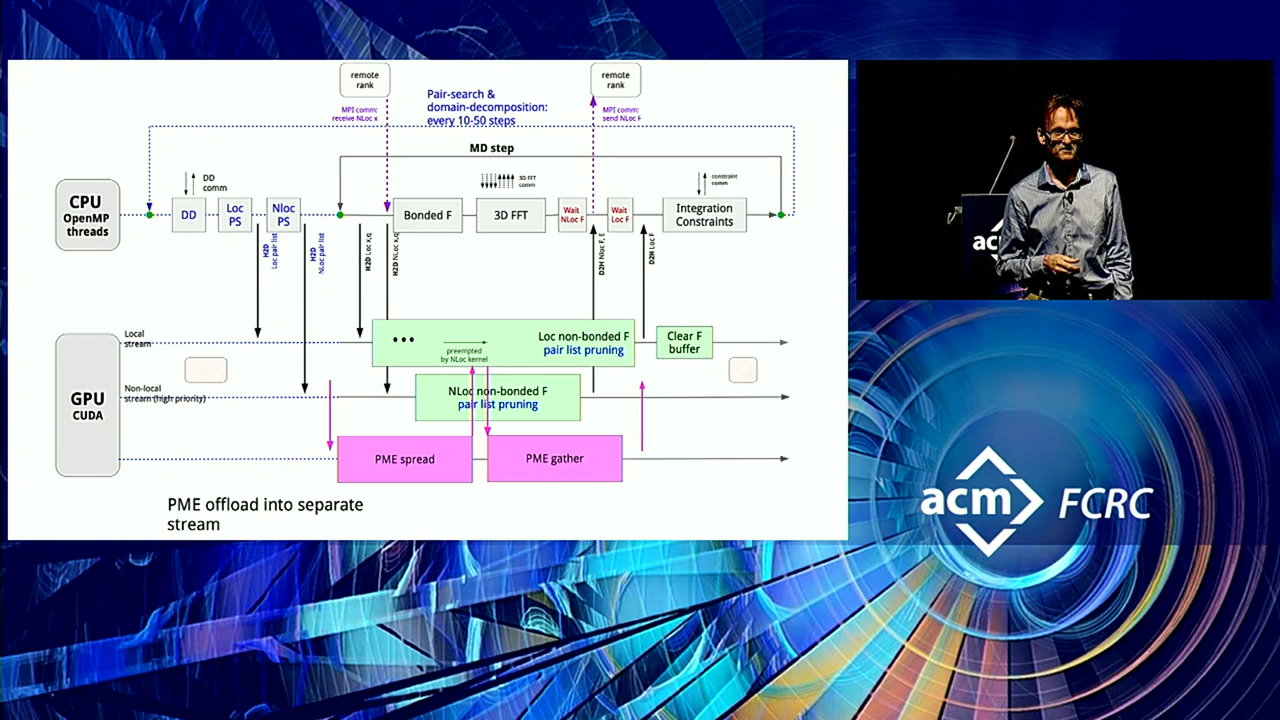 remote
rank
remote
rank
MPI comm:
receive NLoc x
Pair-search &
domain-decomposition:
every 10-50 steps
MPI comm:
send NLoc F
MD step
DD
comm
3D FFT
comm
constraint
comm
CPU
OpenMP
threads
DD
Loc
PS
Nloc
PS
Bonded F
3D FFT
Wait
NLoc F
Wait
Loc F
Integration
Constraints
H2D
Loc pair list
H2D
NLoc pair list
H2D Loc x,q
H2D NLoc x,q
D2H Nloc F, E
D2H Loc F
Local
stream
•••
preempted
by NLoc kernel
Loc non-bonded F
pair list pruning
Clear F
buffer
GPU
CUDA
Non-local
stream (high priority)
NLoc non-bonded F
pair list pruning
PME spread
PME gather
PME offload into separate
stream
acm
acm FCRC